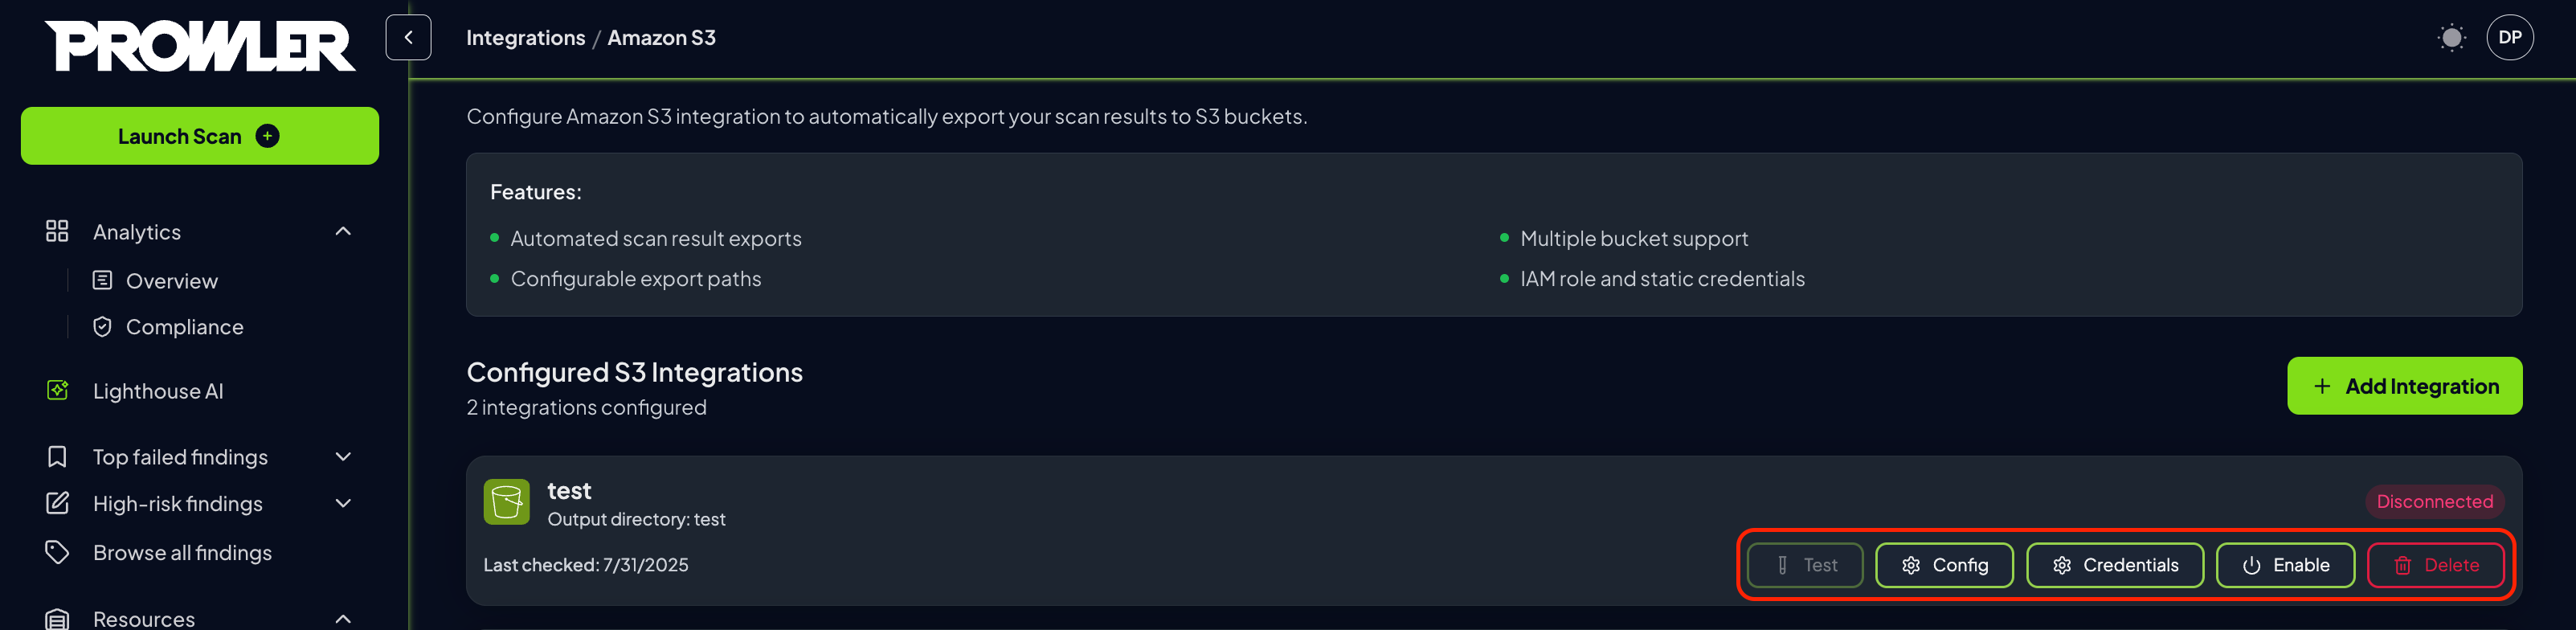 PROWLER
Integrations / Amazon S3
DP
Launch Scan
Configure Amazon S3 integration to automatically export your scan results to S3 buckets.
Features:
Automated scan result exports
Multiple bucket support
Configurable export paths
IAM role and static credentials
Analytics
Overview
Compliance
Lighthouse AI
Top failed findings
High-risk findings
Browse all findings
Resources
Configured S3 Integrations
2 integrations configured
Add Integration
test
Output directory: test
Disconnected
Last checked: 7/31/2025
Test
Config
Credentials
Enable
Delete